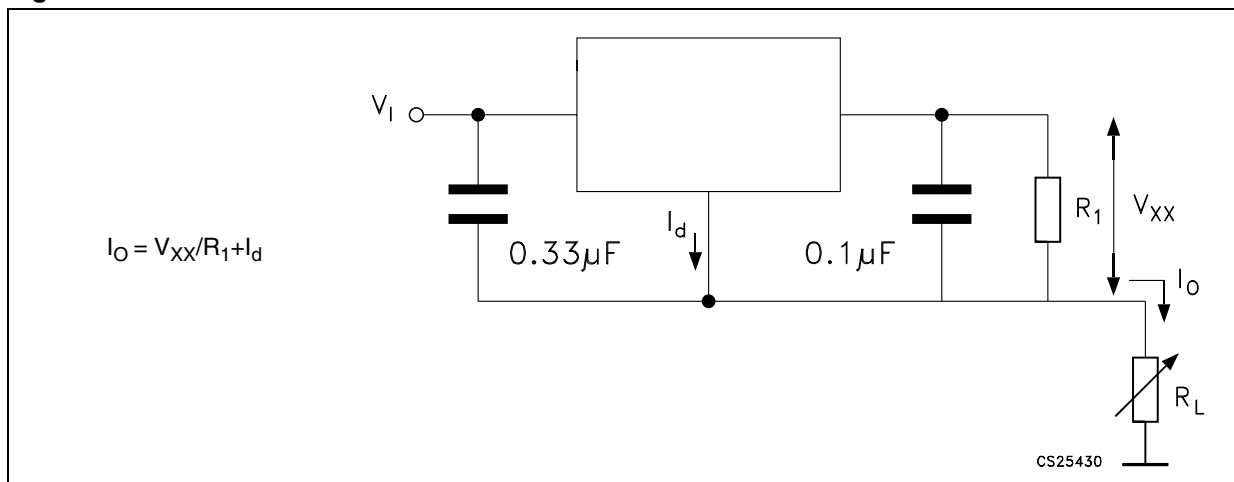 V_I
I_d
0.33µF
0.1µF
R_1
V_XX
I_O = V_XX/R_1+I_d
I_O
R_L
CS25430